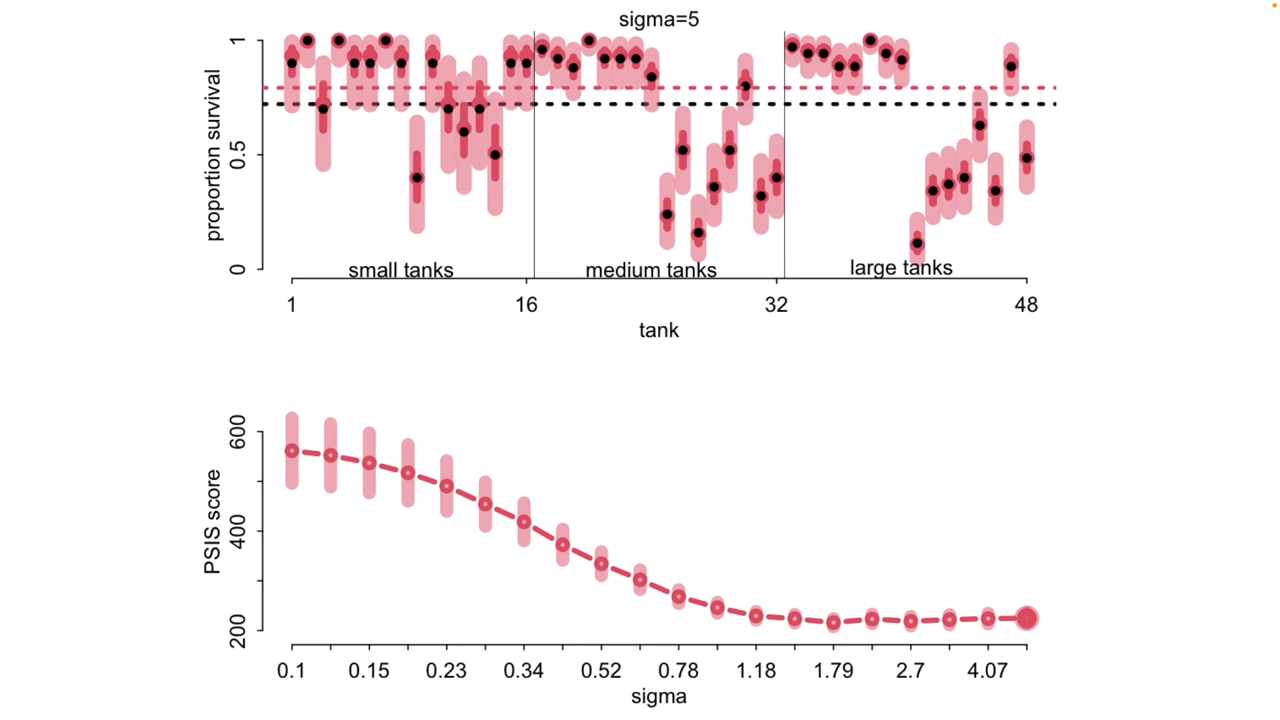 sigma=5
proportion survival
1
0.5
0
small tanks
medium tanks
large tanks
1
16
32
48
tank
PSIS score
600
400
200
0.1
0.15
0.23
0.34
0.52
0.78
1.18
1.79
2.7
4.07
sigma